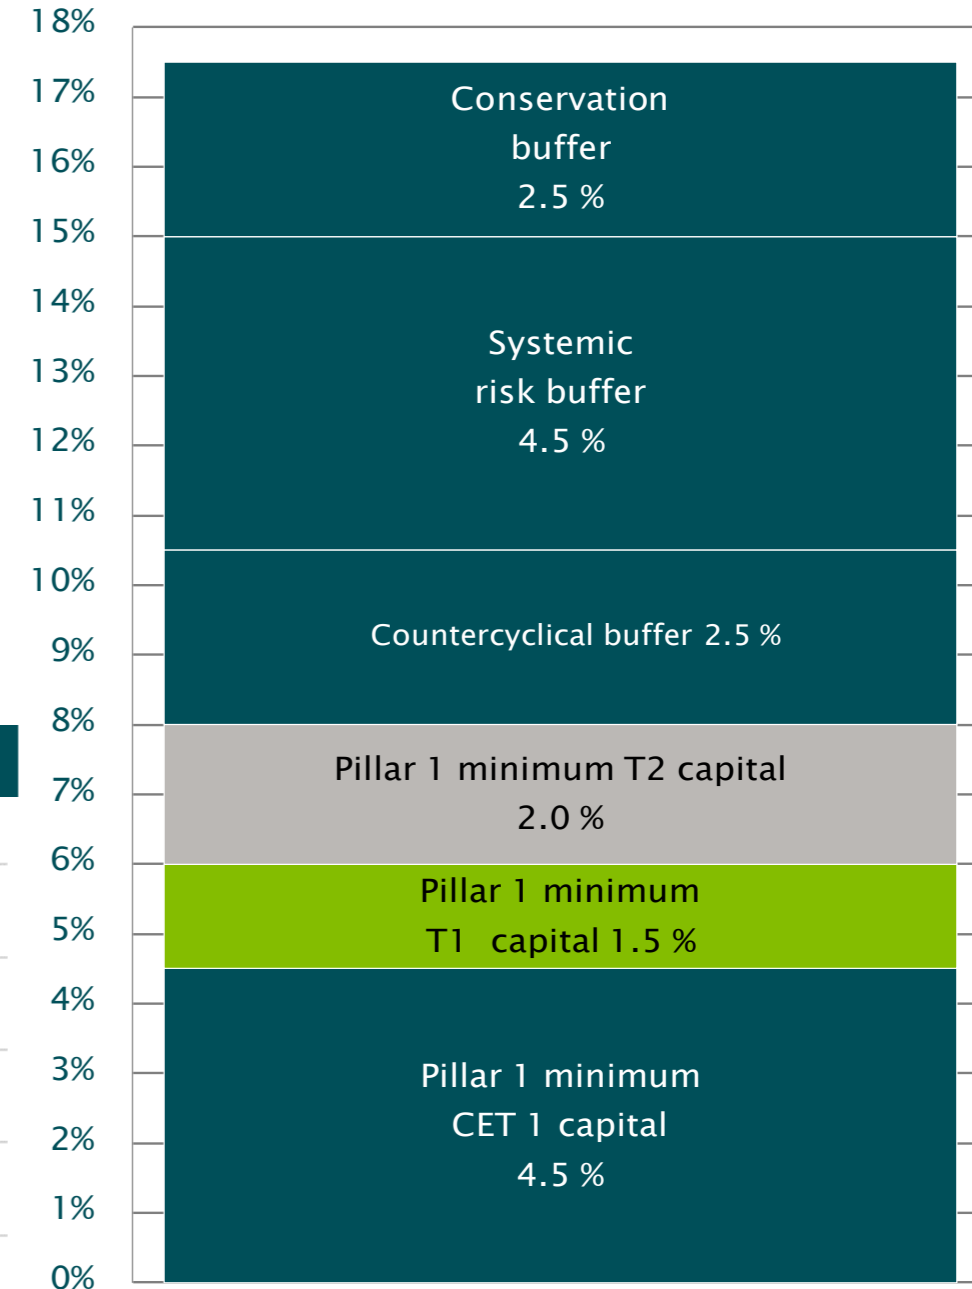 18%
17%
16%
15%
14%
13%
12%
11%
10%
9%
8%
7%
6%
5%
4%
3%
2%
1%
0%
Conservation
buffer
2.5 %
Systemic
risk buffer
4.5 %
Countercyclical buffer 2.5 %
Pillar 1 minimum T2 capital
2.0 %
Pillar 1 minimum
T1 capital 1.5 %
Pillar 1 minimum
CET 1 capital
4.5 %